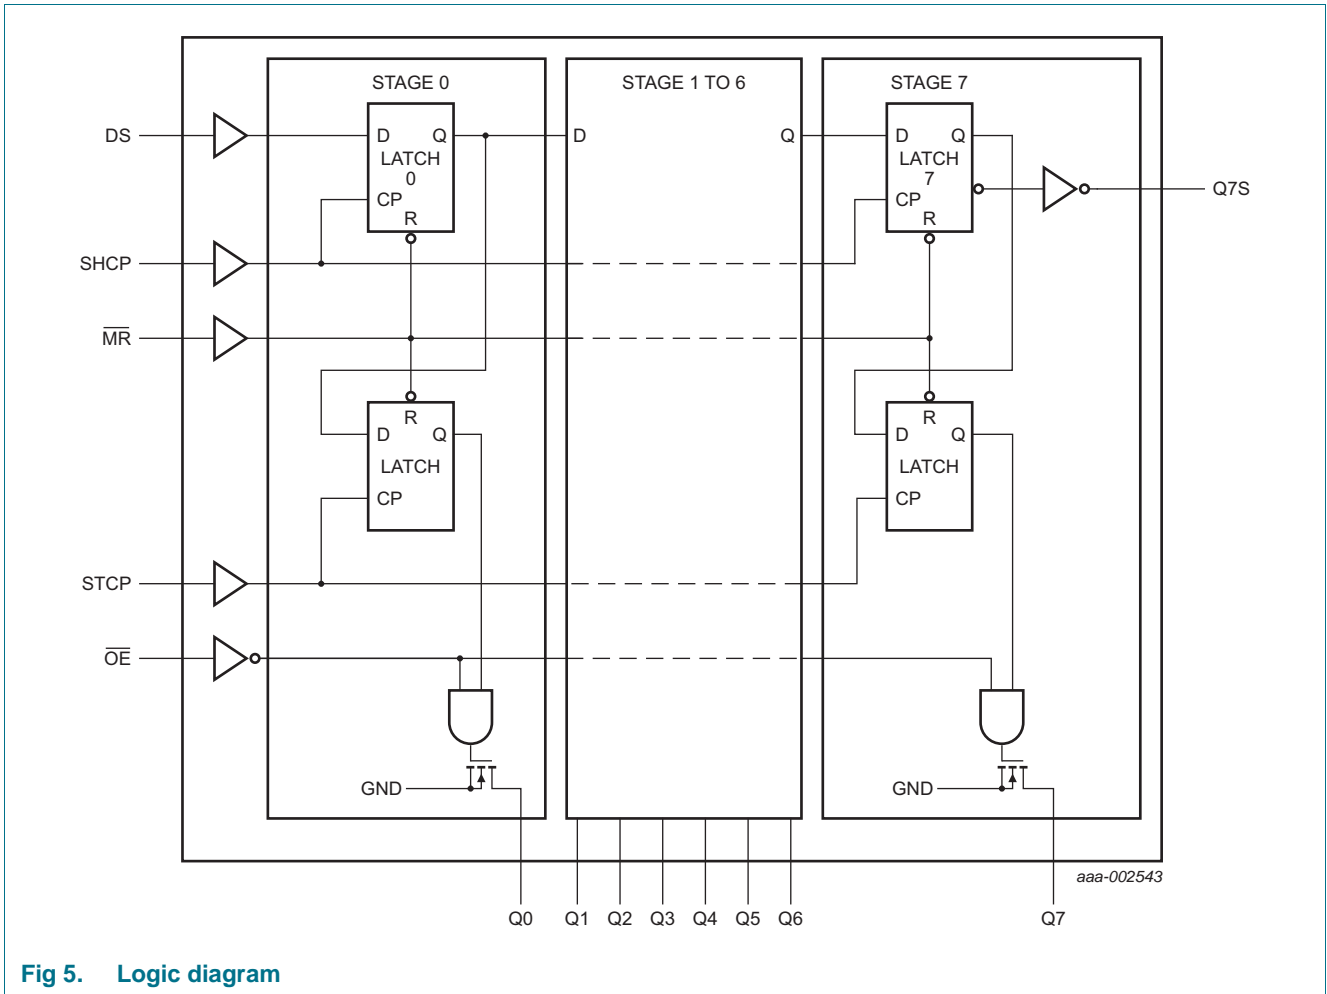 STAGE 0
STAGE 1 TO 6
STAGE 7
DS
D Q
LATCH
0
CP
R
D Q
D Q
LATCH
7
CP
R
Q7S
SHCP
M̅R̅
R
D Q
LATCH
CP
R
D Q
LATCH
CP
STCP
O̅E̅
GND
GND
aaa-002543
Q0 Q1 Q2 Q3 Q4 Q5 Q6 Q7
Fig 5. Logic diagram